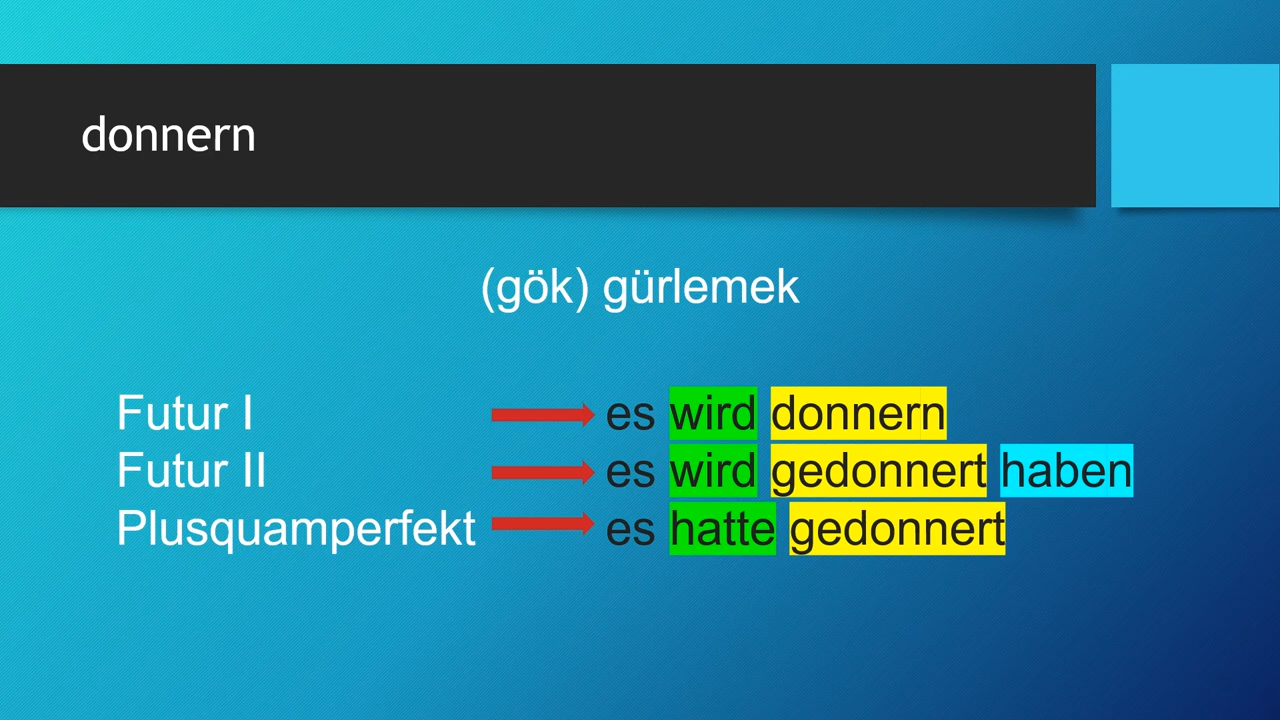 donnern
(gök) gürlemek
Futur I es wird donnern
Futur II es wird gedonnert haben
Plusquamperfekt es hatte gedonnert